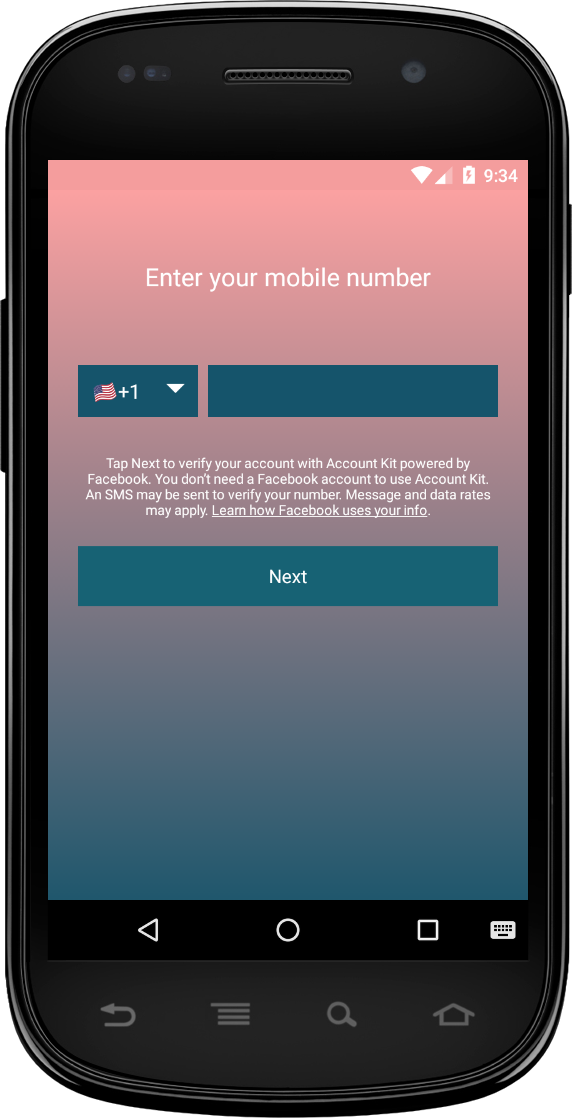 9:34
Enter your mobile number
+1
Tap Next to verify your account with Account Kit powered by
Facebook. You don't need a Facebook account to use Account Kit.
An SMS may be sent to verify your number. Message and data rates
may apply. Learn how Facebook uses your info.
Next